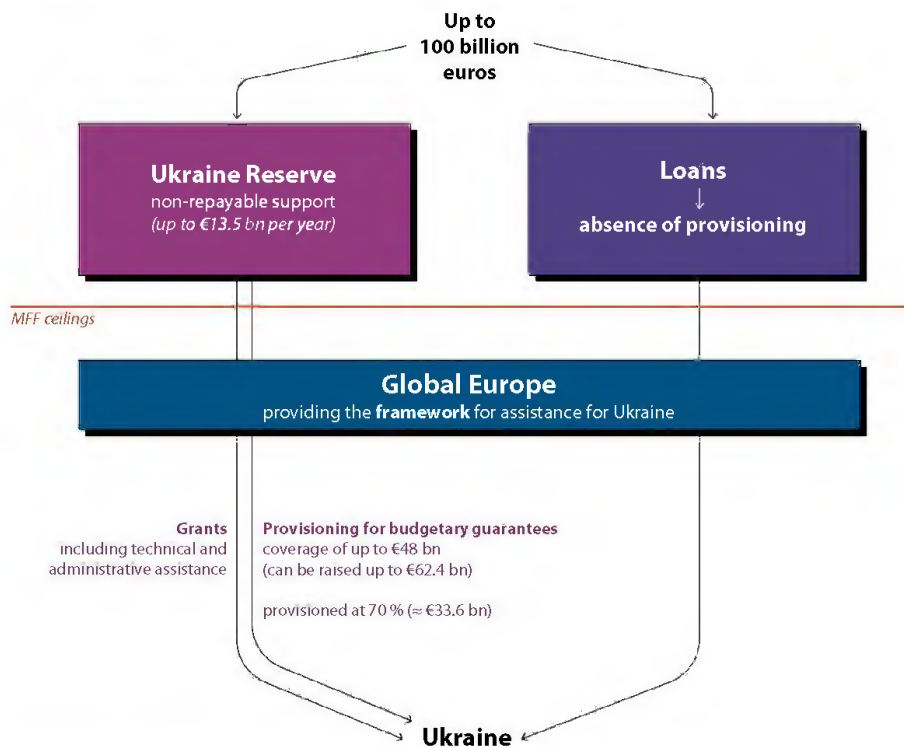 Up to
100 billion
euros
Ukraine Reserve
non-repayable support
(up to €13.5 bn per year)
Loans
↓
absence of provisioning
MFF ceilings
Global Europe
providing the framework for assistance for Ukraine
Grants
including technical and
administrative assistance
Provisioning for budgetary guarantees
coverage of up to €48 bn
(can be raised up to €62.4 bn)
provisioned at 70 % (≈ €33.6 bn)
Ukraine